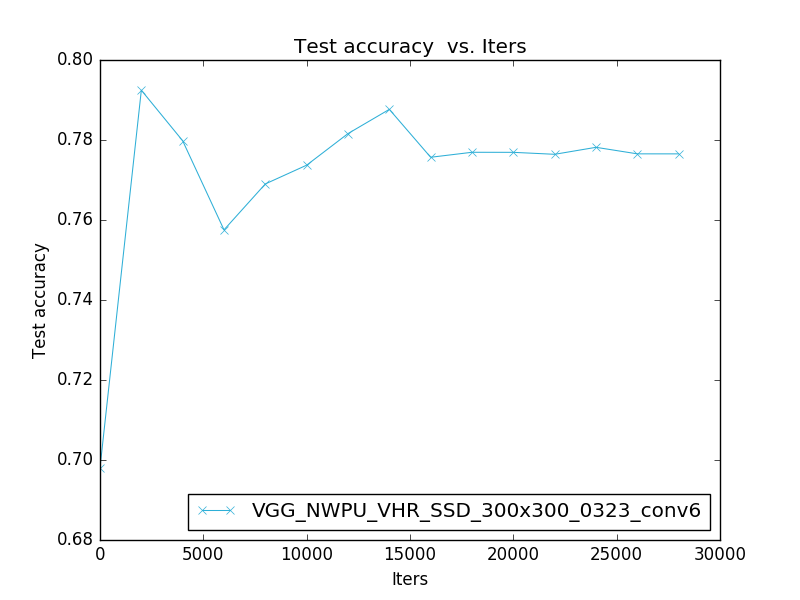 Test accuracy  vs. Iters
0.80
0.78
0.76
0.74
0.72
0.70
0.68
Test accuracy
VGG_NWPU_VHR_SSD_300x300_0323_conv6
0 5000 10000 15000 20000 25000 30000
Iters